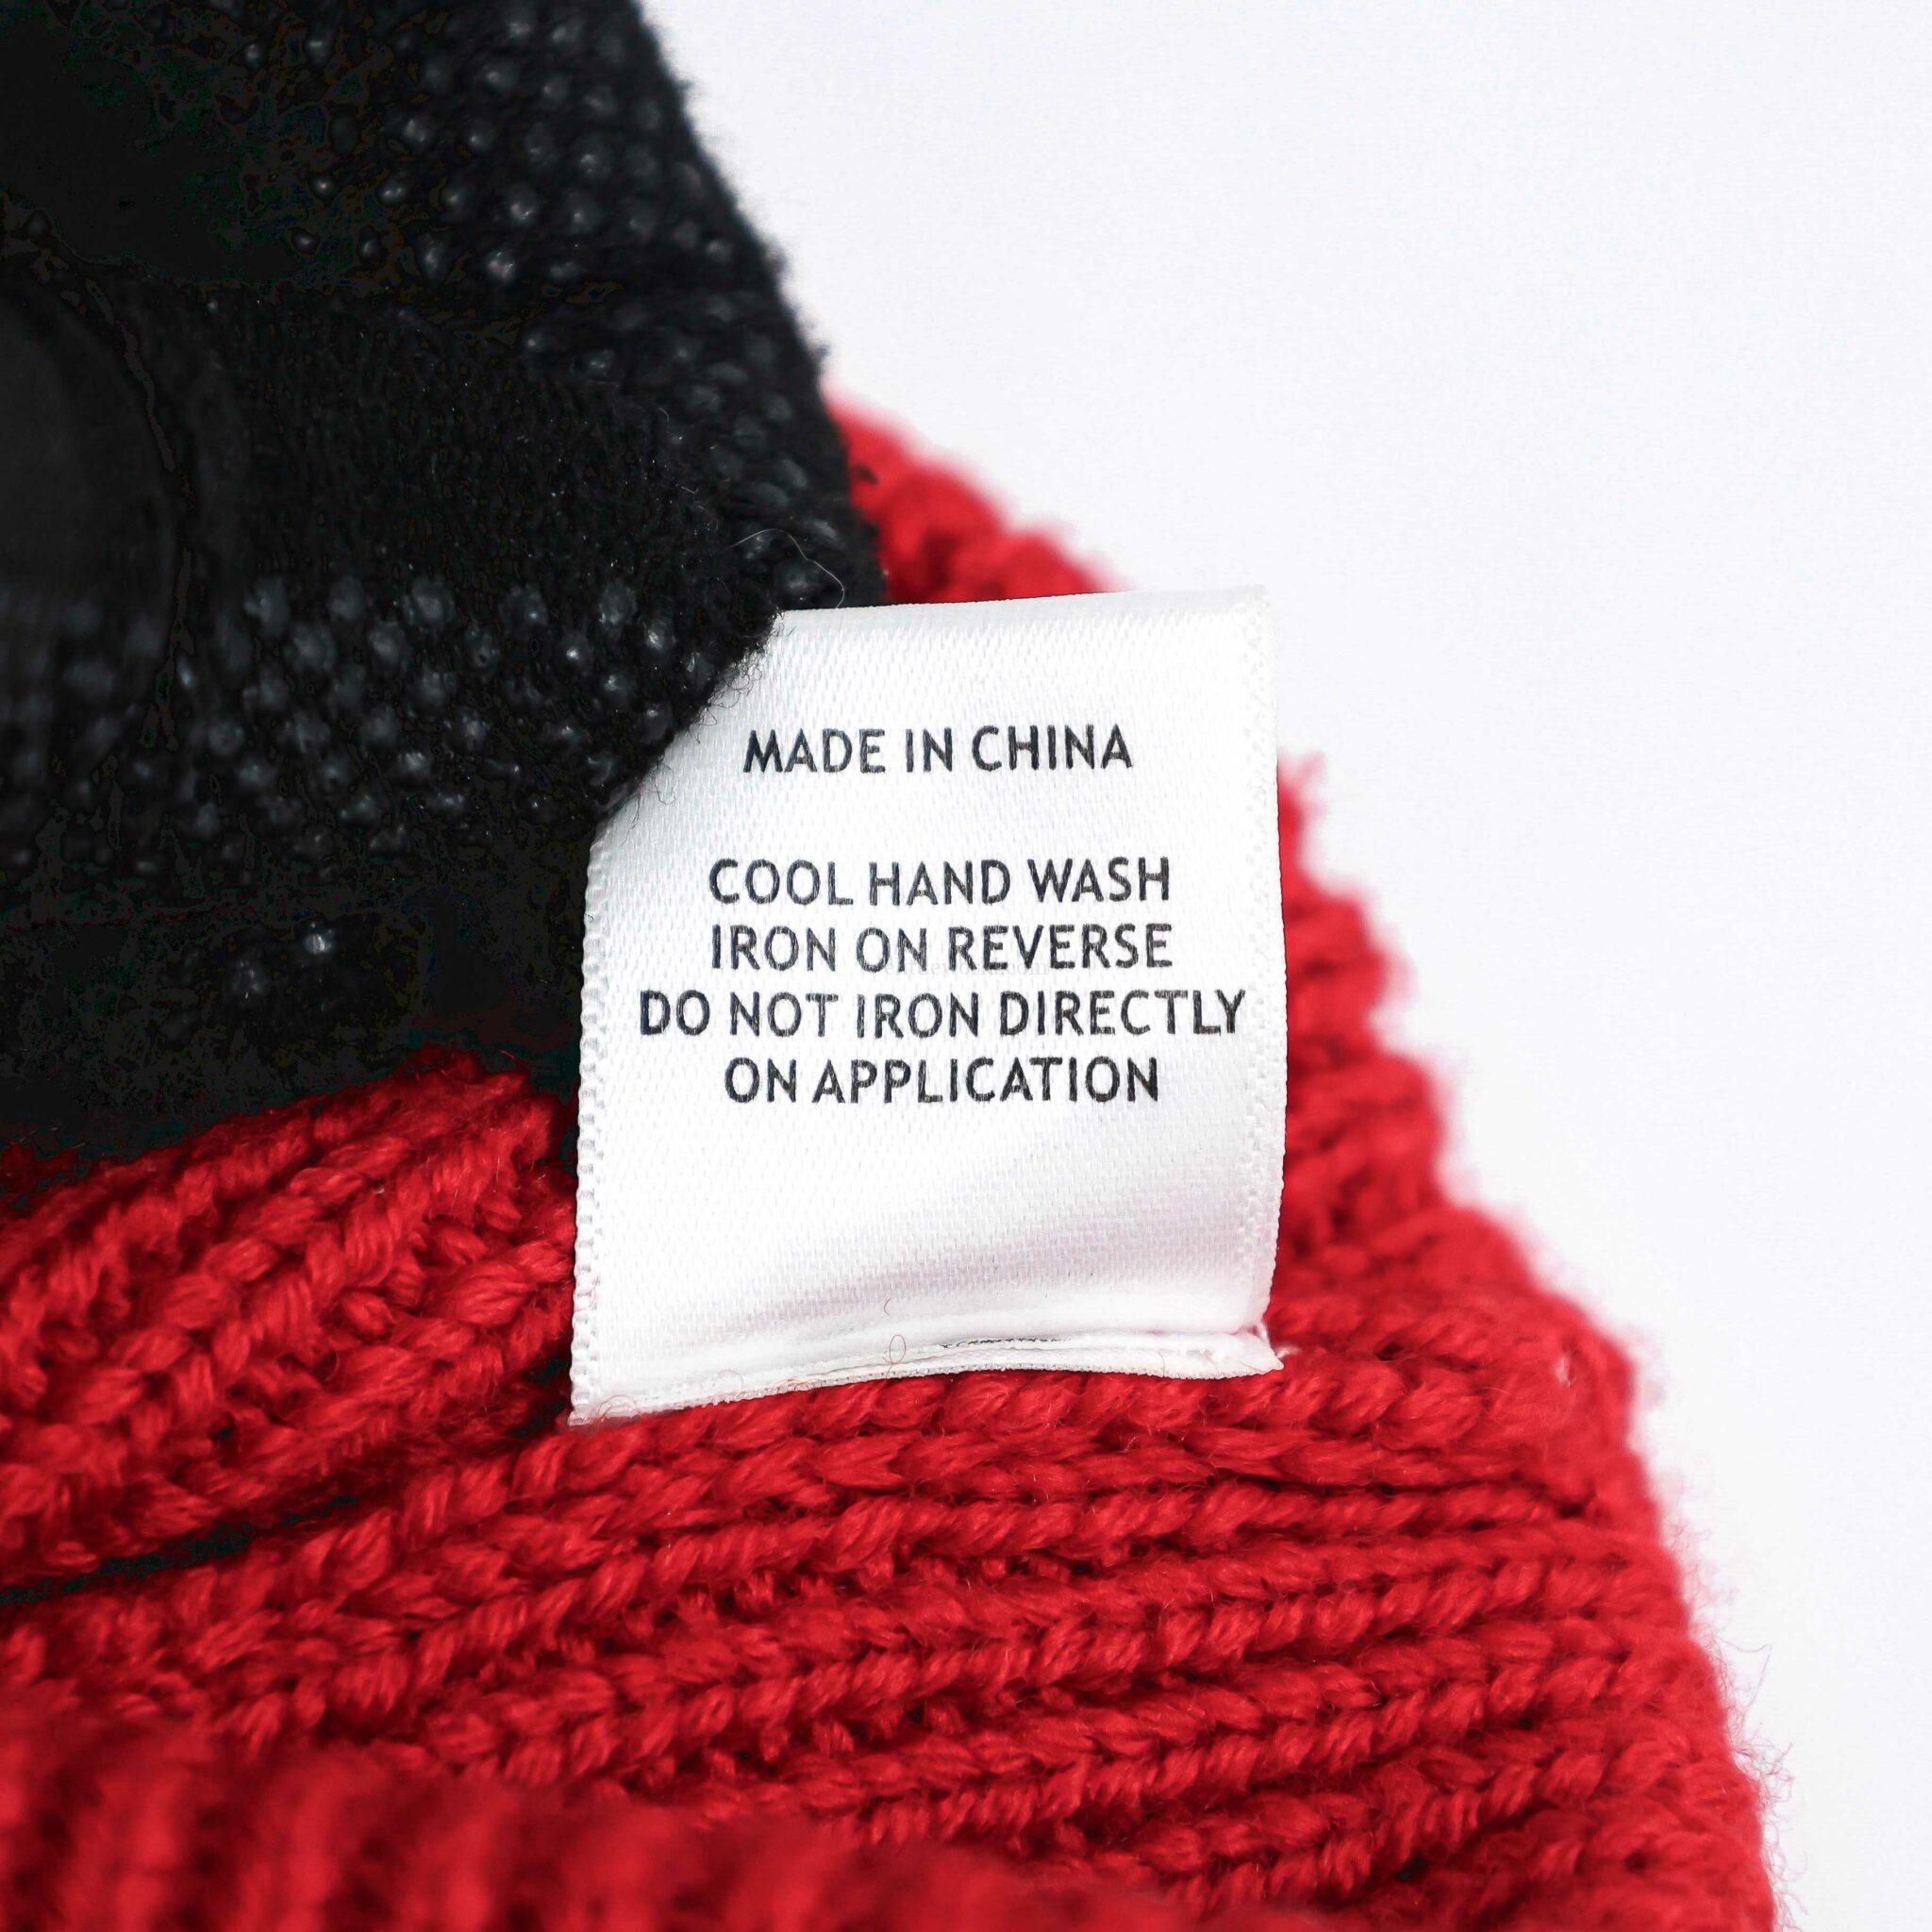 MADE IN CHINA
COOL HAND WASH
IRON ON REVERSE
DO NOT IRON DIRECTLY
ON APPLICATION